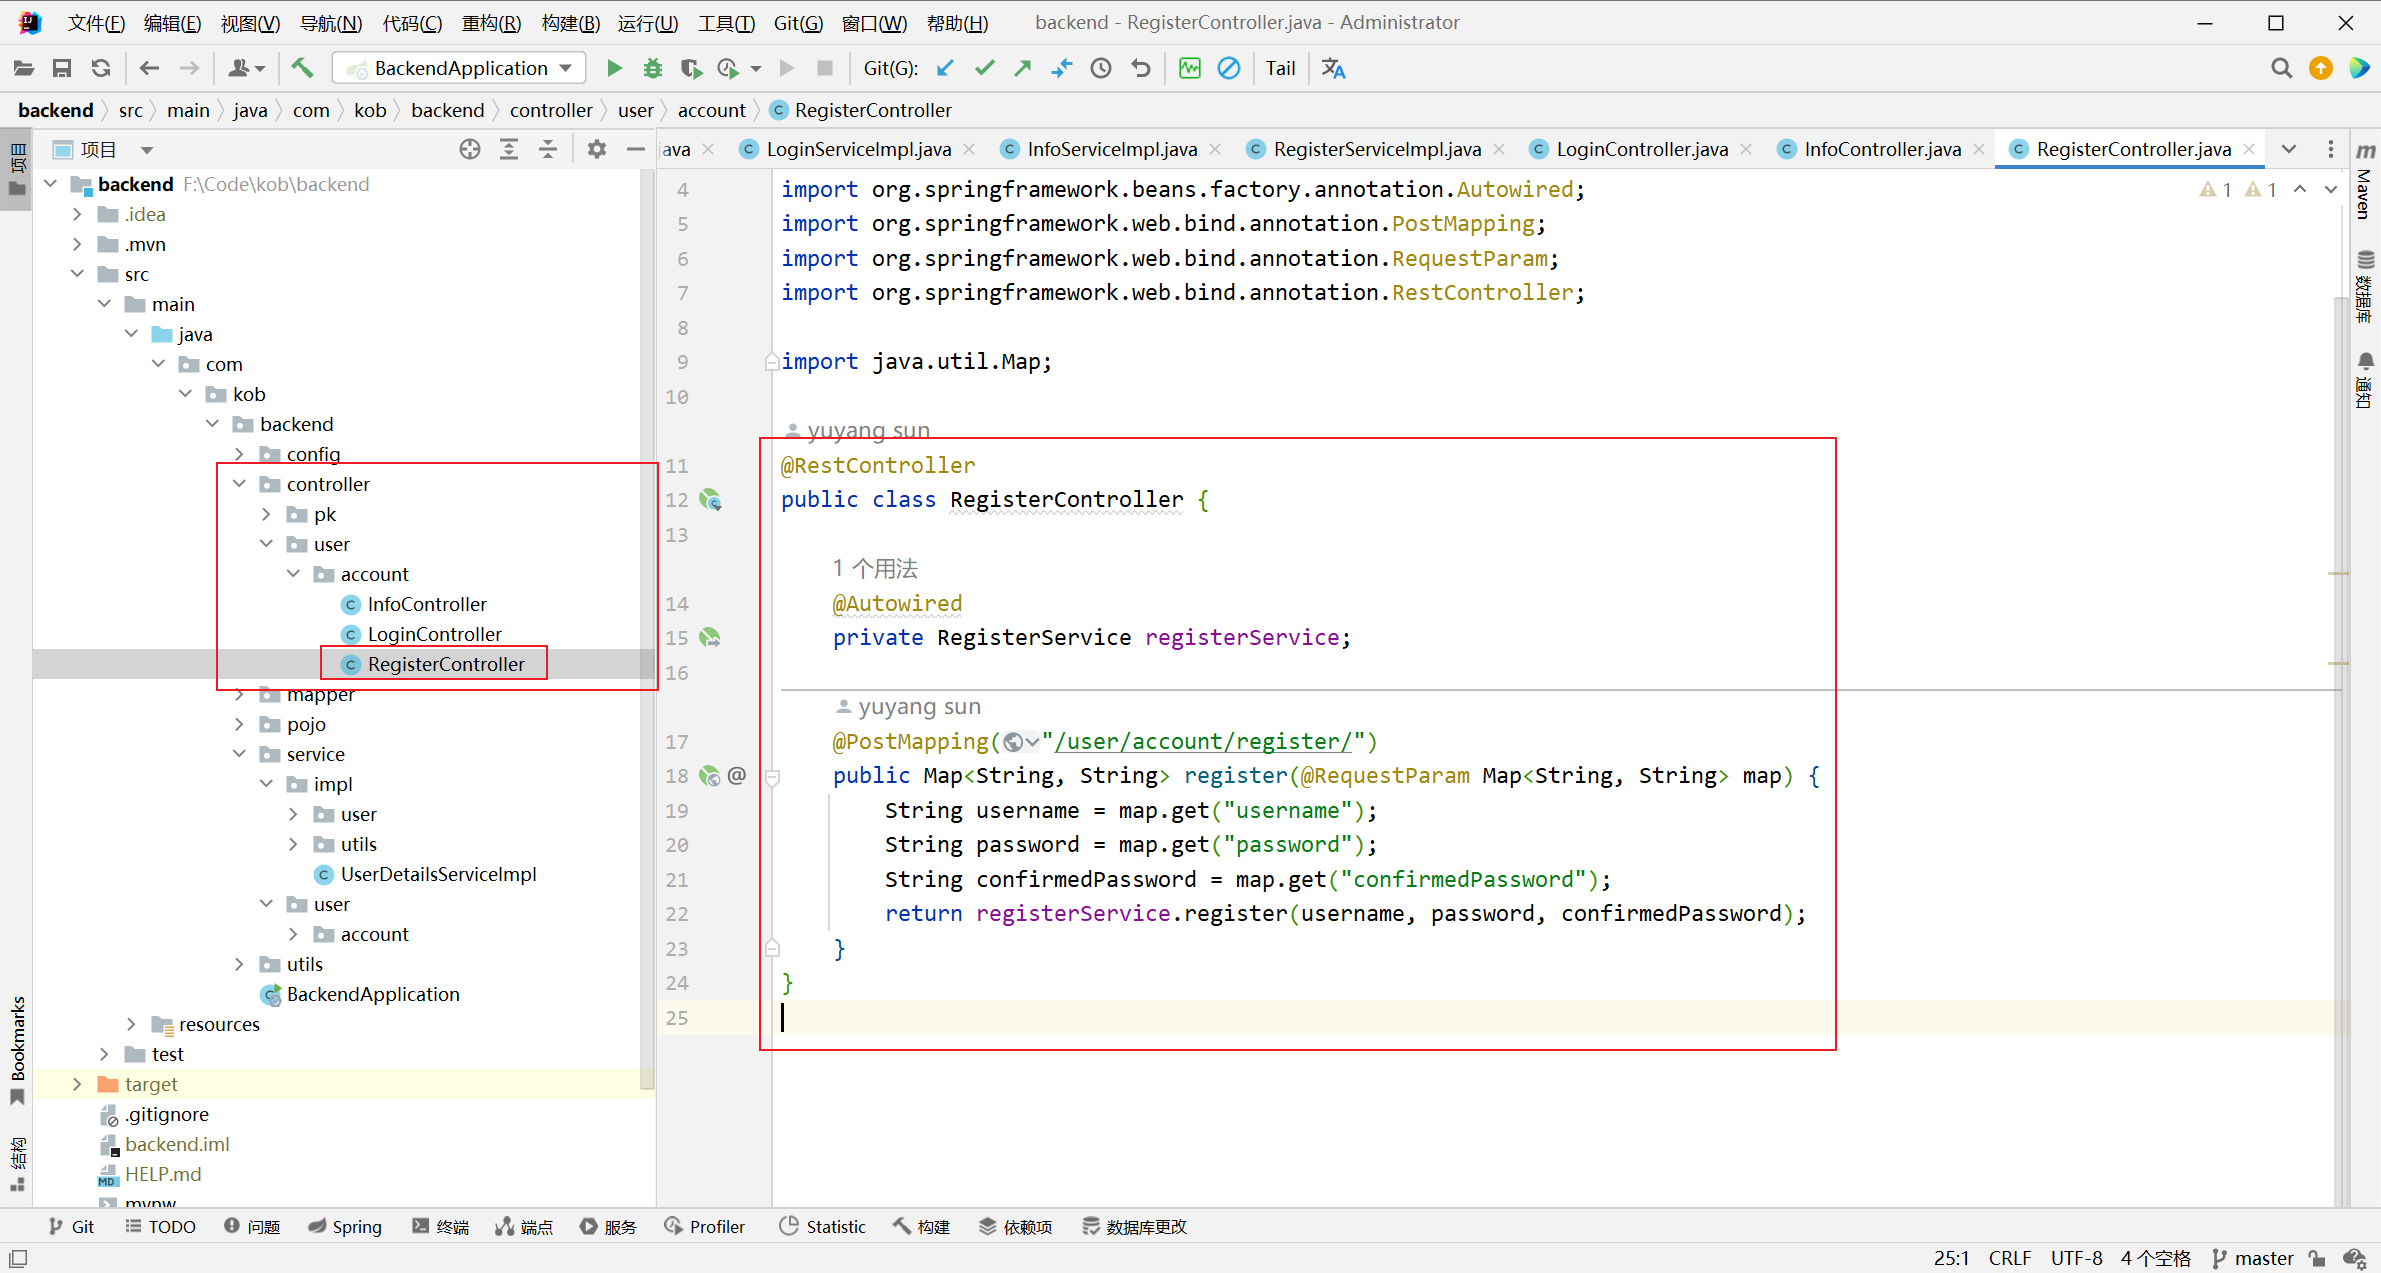 文件(F) 编辑(E) 视图(V) 导航(N) 代码(C) 重构(R) 构建(B) 运行(U) 工具(T) Git(G) 窗口(W) 帮助(H) backend - RegisterController.java - Administrator
BackendApplication Git(G): Tail
backend src main java com kob backend controller user account RegisterController
项目
java LoginServiceImpl.java InfoServiceImpl.java RegisterServiceImpl.java LoginController.java InfoController.java RegisterController.java
项目
Bookmarks
结构
backend F:\Code\kob\backend
.idea
.mvn
src
main
java
com
kob
backend
config
controller
pk
user
account
InfoController
LoginController
RegisterController
mapper
pojo
service
impl
user
utils
UserDetailsServiceImpl
user
account
utils
BackendApplication
resources
test
target
.gitignore
backend.iml
HELP.md
mvnw
4 import org.springframework.beans.factory.annotation.Autowired;
5 import org.springframework.web.bind.annotation.PostMapping;
6 import org.springframework.web.bind.annotation.RequestParam;
7 import org.springframework.web.bind.annotation.RestController;
8
9 import java.util.Map;
10
yuyang sun
11 @RestController
12 public class RegisterController {
13
1 个用法
14 @Autowired
15 private RegisterService registerService;
16
yuyang sun
17 @PostMapping("/user/account/register/")
18 @ public Map<String, String> register(@RequestParam Map<String, String> map) {
19 String username = map.get("username");
20 String password = map.get("password");
21 String confirmedPassword = map.get("confirmedPassword");
22 return registerService.register(username, password, confirmedPassword);
23 }
24 }
25
1 1
m Maven
数据库
通知
Git TODO 问题 Spring 终端 端点 服务 Profiler Statistic 构建 依赖项 数据库更改
25:1 CRLF UTF-8 4 个空格 master